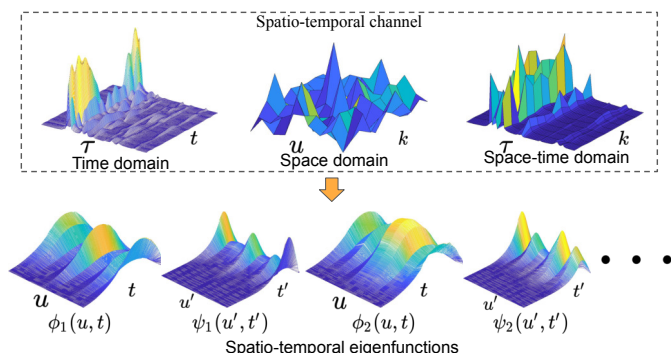 Spatio-temporal channel
τ t
u k
τ k
Time domain
Space domain
Space-time domain
u t
u' t'
u t
u' t'
ϕ₁(u, t)
ψ₁(u', t')
ϕ₂(u, t)
ψ₂(u', t')
Spatio-temporal eigenfunctions